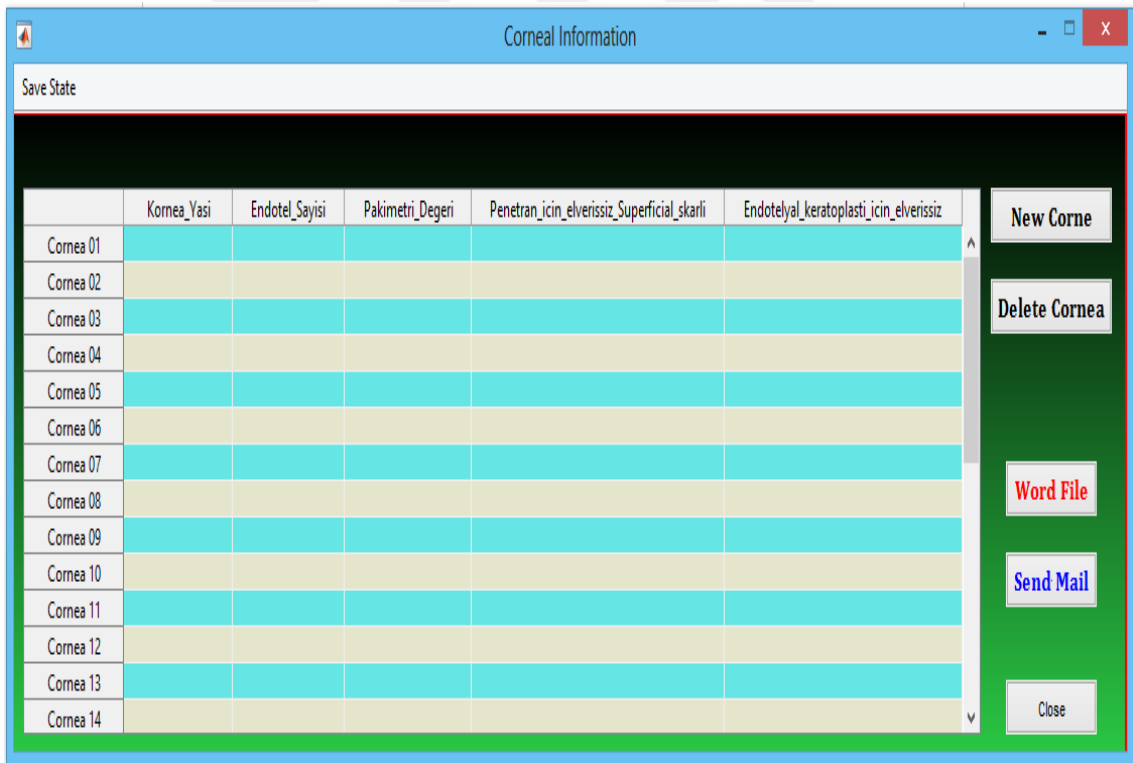 Corneal Information
X
Save State
Kornea_Yasi Endotel_Sayisi Pakimetri_Degeri Penetran_icin_elverissiz_Superficial_skarli Endotelyal_keratoplasti_icin_elverissiz
New Corne
Cornea 01
Cornea 02
Delete Cornea
Cornea 03
Cornea 04
Cornea 05
Cornea 06
Cornea 07
Word File
Cornea 08
Cornea 09
Cornea 10
Send Mail
Cornea 11
Cornea 12
Cornea 13
Close
Cornea 14